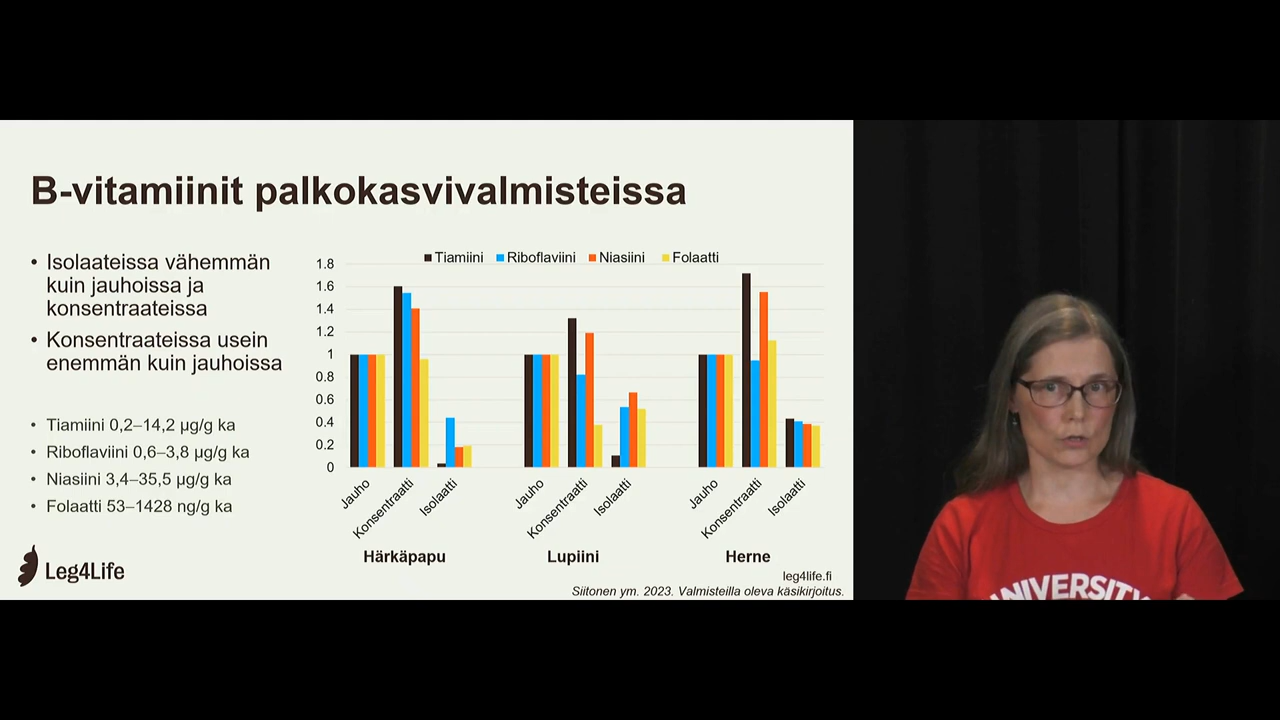 B-vitamiinit palkokasvivalmisteissa
• Isolaateissa vähemmän
kuin jauhoissa ja
konsentraateissa
• Konsentraateissa usein
enemmän kuin jauhoissa
• Tiamiini 0,2–14,2 µg/g ka
• Riboflaviini 0,6–3,8 µg/g ka
• Niasiini 3,4–35,5 µg/g ka
• Folaatti 53–1428 ng/g ka
Leg4Life
Tiamiini Riboflaviini Niasiini Folaatti
1.8
1.6
1.4
1.2
1
0.8
0.6
0.4
0.2
0
Jauho Konsentraatti Isolaatti Jauho Konsentraatti Isolaatti Jauho Konsentraatti Isolaatti
Härkäpapu Lupiini Herne
leg4life.fi
Siitonen ym. 2023. Valmisteilla oleva käsikirjoitus.
UNIVERSITY